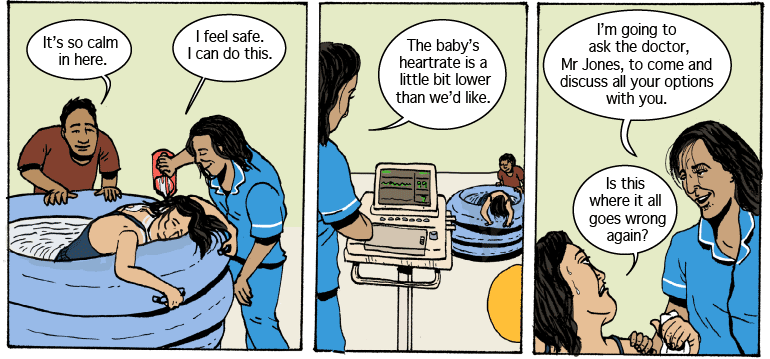 It's so calm
in here.
I feel safe.
I can do this.
The baby's
heartrate is a
little bit lower
than we'd like.
I'm going to
ask the doctor,
Mr Jones, to come and
discuss all your options
with you.
Is this
where it all
goes wrong
again?